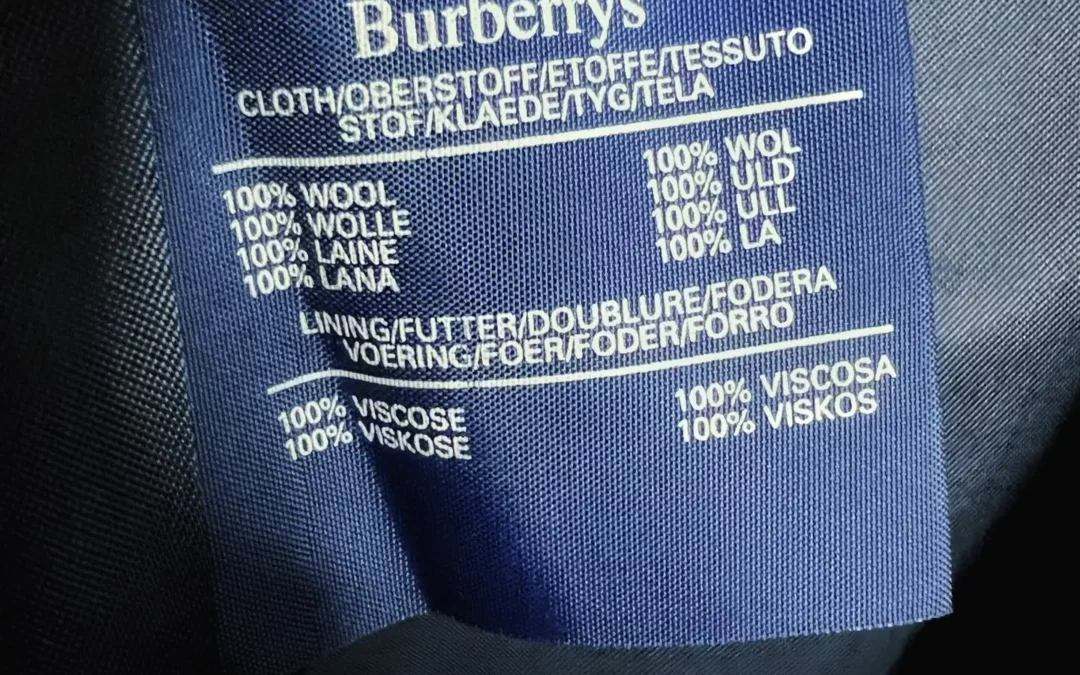 Burberrys
CLOTH/OBERSTOFF/ETOFFE/TESSUTO
STOF/KLAEDE/TYG/TELA
100% WOOL
100% WOLLE
100% LAINE
100% LANA
100% WOL
100% ULD
100% ULL
100% LA
LINING/FUTTER/DOUBLURE/FODERA
VOERING/FOER/FODER/FORRO
100% VISCOSE
100% VISKOSE
100% VISCOSA
100% VISKOS